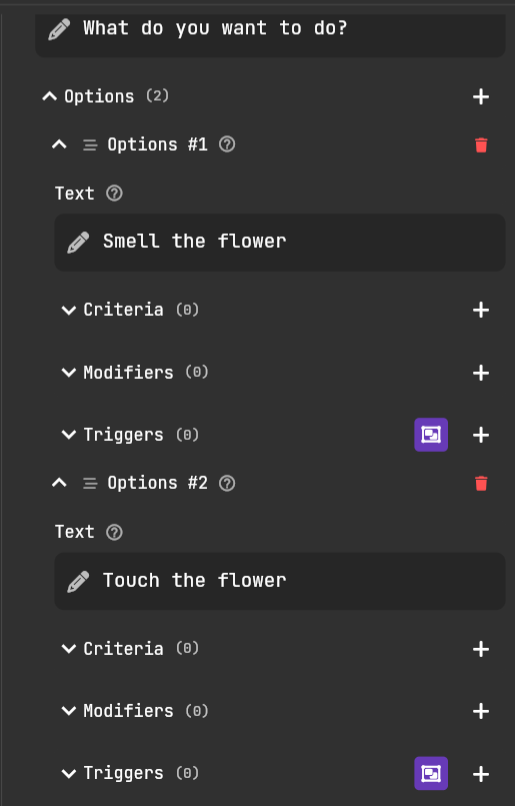 What do you want to do?
Options (2)
Options #1
Text
Smell the flower
Criteria (0)
Modifiers (0)
Triggers (0)
Options #2
Text
Touch the flower
Criteria (0)
Modifiers (0)
Triggers (0)